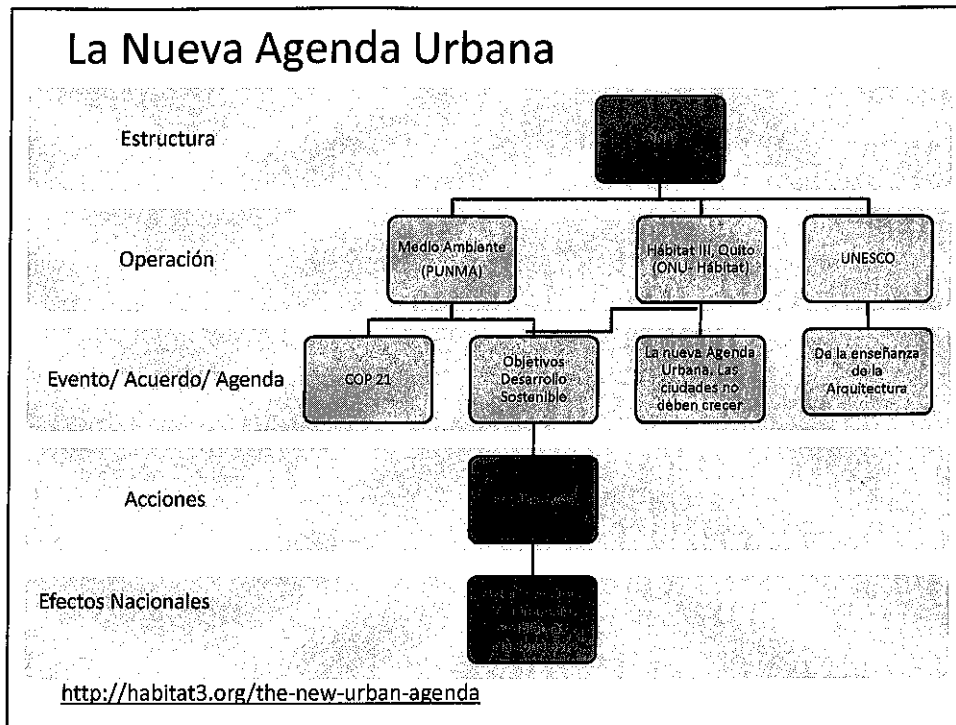 La Nueva Agenda Urbana
Estructura
Operación
Medio Ambiente
(PUNMA)
Hábitat III, Quito
(ONU- Hábitat)
UNESCO
Evento/ Acuerdo/ Agenda
COP 21
Objetivos
Desarrollo
Sostenible
La nueva Agenda
Urbana. Las
ciudades no
deben crecer
De la enseñanza
de la
Arquitectura
Acciones
Efectos Nacionales
http://habitat3.org/the-new-urban-agenda